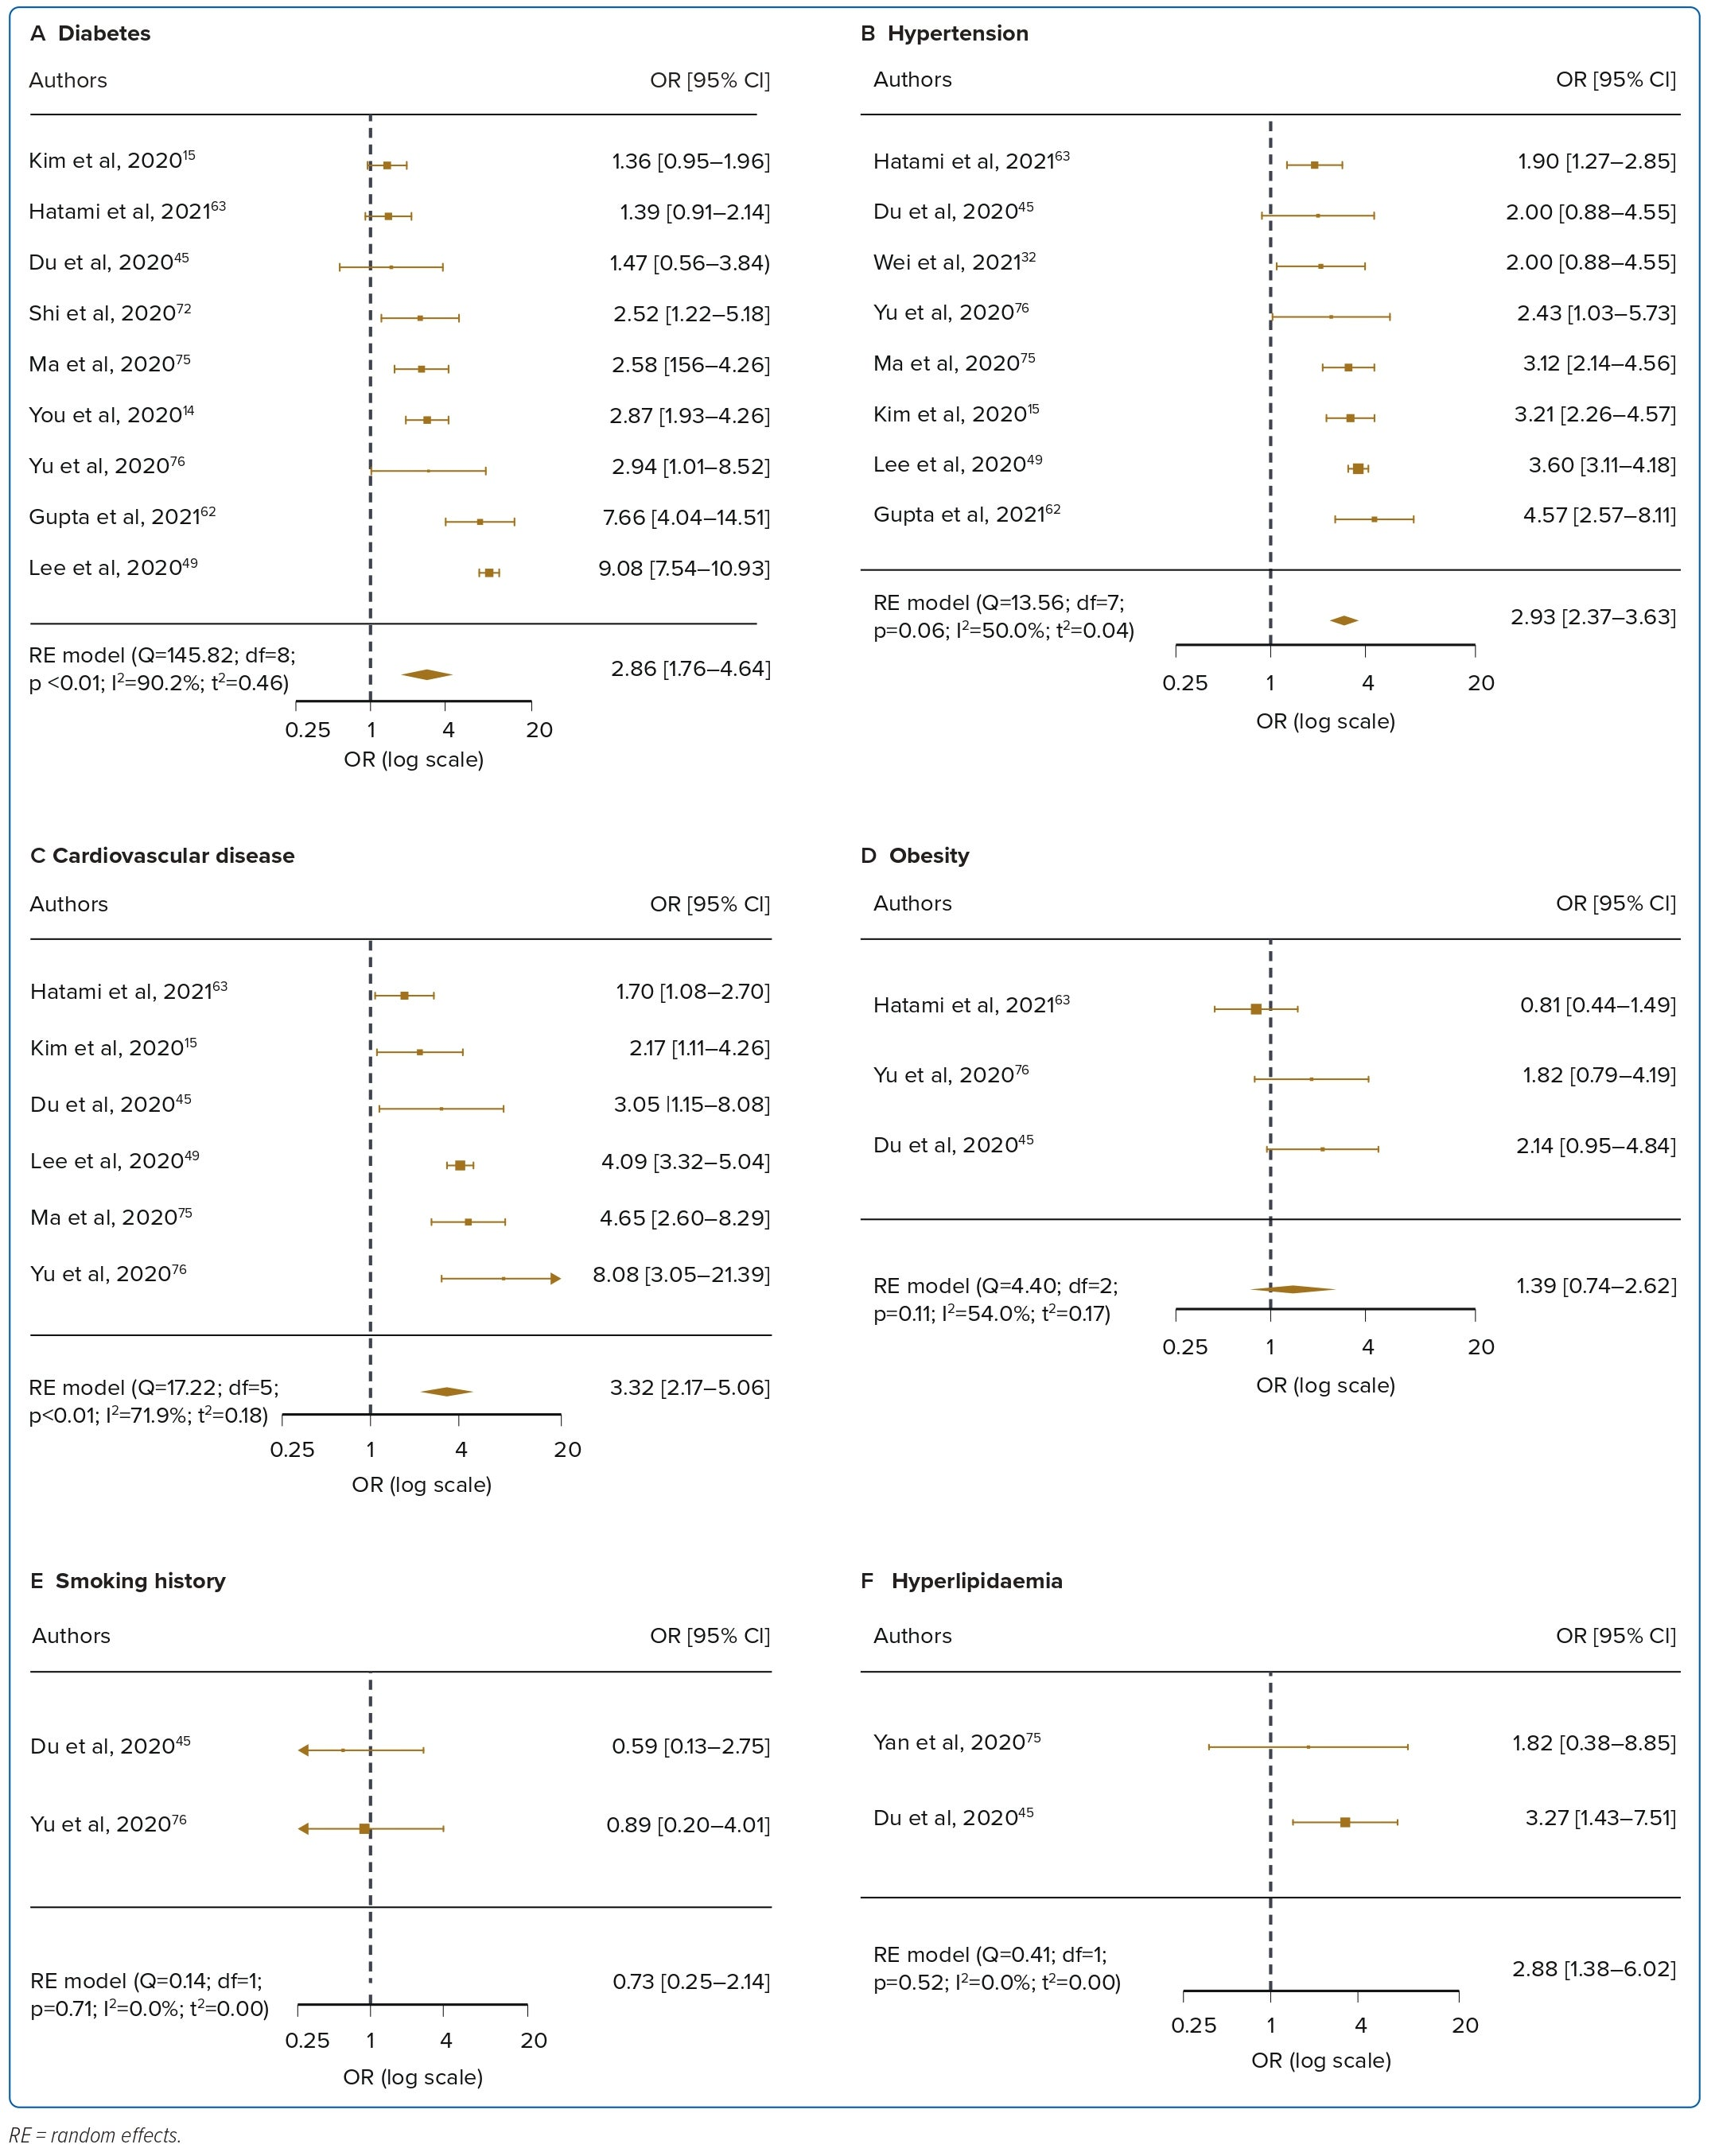 A Diabetes
Authors OR [95% CI]
Kim et al, 2020¹⁵ 1.36 [0.95–1.96]
Hatami et al, 2021⁶³ 1.39 [0.91–2.14]
Du et al, 2020⁴⁵ 1.47 [0.56–3.84)
Shi et al, 2020⁷² 2.52 [1.22–5.18]
Ma et al, 2020⁷⁵ 2.58 [156–4.26]
You et al, 2020¹⁴ 2.87 [1.93–4.26]
Yu et al, 2020⁷⁶ 2.94 [1.01–8.52]
Gupta et al, 2021⁶² 7.66 [4.04–14.51]
Lee et al, 2020⁴⁹ 9.08 [7.54–10.93]
RE model (Q=145.82; df=8;
p <0.01; I²=90.2%; t²=0.46) 2.86 [1.76–4.64]
0.25 1 4 20
OR (log scale)
B Hypertension
Authors OR [95% CI]
Hatami et al, 2021⁶³ 1.90 [1.27–2.85]
Du et al, 2020⁴⁵ 2.00 [0.88–4.55]
Wei et al, 2021³² 2.00 [0.88–4.55]
Yu et al, 2020⁷⁶ 2.43 [1.03–5.73]
Ma et al, 2020⁷⁵ 3.12 [2.14–4.56]
Kim et al, 2020¹⁵ 3.21 [2.26–4.57]
Lee et al, 2020⁴⁹ 3.60 [3.11–4.18]
Gupta et al, 2021⁶² 4.57 [2.57–8.11]
RE model (Q=13.56; df=7;
p=0.06; I²=50.0%; t²=0.04) 2.93 [2.37–3.63]
0.25 1 4 20
OR (log scale)
C Cardiovascular disease
Authors OR [95% CI]
Hatami et al, 2021⁶³ 1.70 [1.08–2.70]
Kim et al, 2020¹⁵ 2.17 [1.11–4.26]
Du et al, 2020⁴⁵ 3.05 |1.15–8.08]
Lee et al, 2020⁴⁹ 4.09 [3.32–5.04]
Ma et al, 2020⁷⁵ 4.65 [2.60–8.29]
Yu et al, 2020⁷⁶ 8.08 [3.05–21.39]
RE model (Q=17.22; df=5;
p<0.01; I²=71.9%; t²=0.18) 3.32 [2.17–5.06]
0.25 1 4 20
OR (log scale)
D Obesity
Authors OR [95% CI]
Hatami et al, 2021⁶³ 0.81 [0.44–1.49]
Yu et al, 2020⁷⁶ 1.82 [0.79–4.19]
Du et al, 2020⁴⁵ 2.14 [0.95–4.84]
RE model (Q=4.40; df=2;
p=0.11; I²=54.0%; t²=0.17) 1.39 [0.74–2.62]
0.25 1 4 20
OR (log scale)
E Smoking history
Authors OR [95% CI]
Du et al, 2020⁴⁵ 0.59 [0.13–2.75]
Yu et al, 2020⁷⁶ 0.89 [0.20–4.01]
RE model (Q=0.14; df=1;
p=0.71; I²=0.0%; t²=0.00) 0.73 [0.25–2.14]
0.25 1 4 20
OR (log scale)
F Hyperlipidaemia
Authors OR [95% CI]
Yan et al, 2020⁷⁵ 1.82 [0.38–8.85]
Du et al, 2020⁴⁵ 3.27 [1.43–7.51]
RE model (Q=0.41; df=1;
p=0.52; I²=0.0%; t²=0.00) 2.88 [1.38–6.02]
0.25 1 4 20
OR (log scale)
RE = random effects.